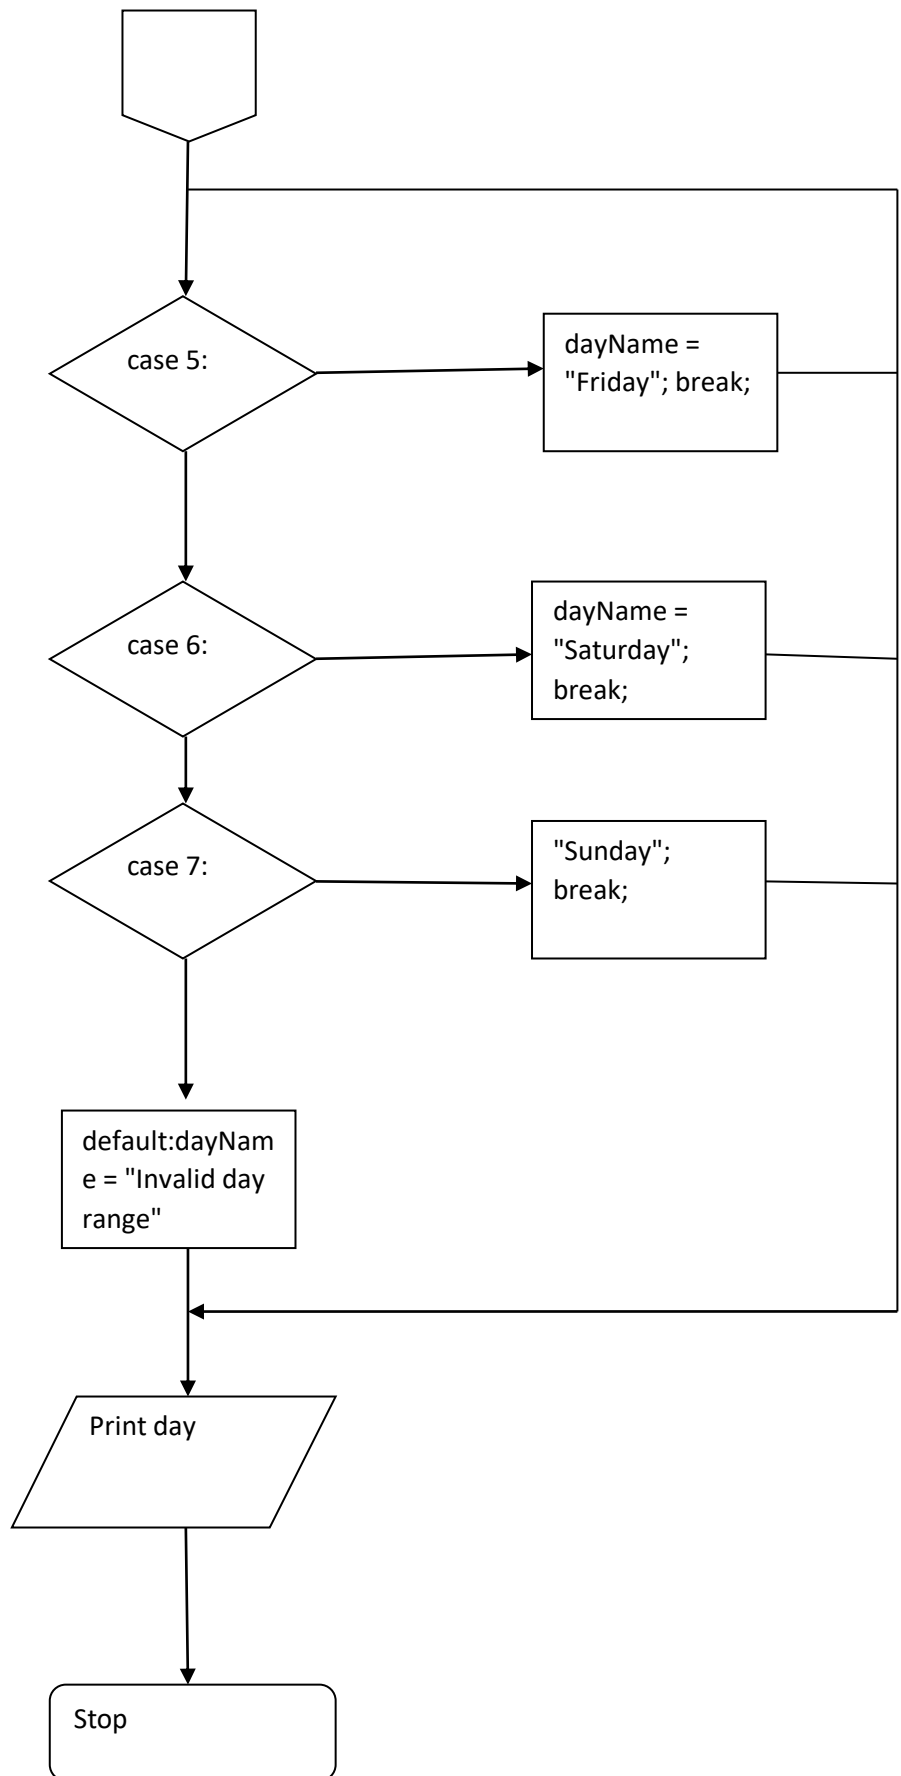 case 5:
dayName =
"Friday"; break;
case 6:
dayName =
"Saturday";
break;
case 7:
"Sunday";
break;
default:dayNam
e = "Invalid day
range"
Print day
Stop